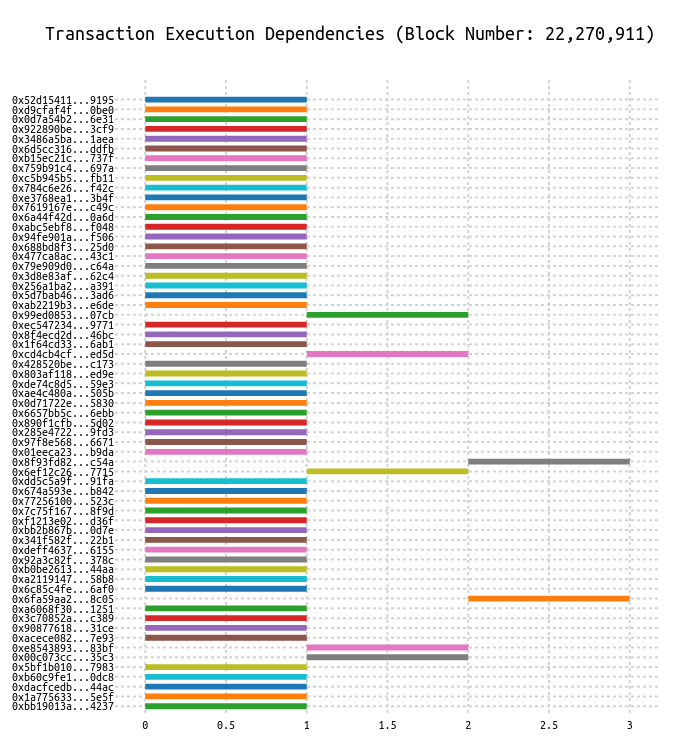 Transaction Execution Dependencies (Block Number: 22,270,911)
0x52d15411...9195
0xd9cfaf4f...0be0
0x0d7a54b2...6e31
0x922890be...3cf9
0x3486a5ba...1aea
0x6d5cc316...ddfb
0xb15ec21c...737f
0x759b91c4...697a
0xc5b945b5...fb11
0x784c6e26...f42c
0xe3768ea1...3b4f
0x7619167e...c49c
0x6a44f42d...0a6d
0xabc5ebf8...f048
0x94fe901a...f506
0x688bd8f3...25d0
0x477ca8ac...43c1
0x79e909d0...c64a
0x3d8e83af...62c4
0x256a1ba2...a391
0x5d7bab46...3ad6
0xab2219b3...e6de
0x99ed0853...07cb
0xec547234...9771
0x8f4ecd2d...46bc
0x1f64cd33...6ab1
0xcd4cb4cf...ed5d
0x428520be...c173
0x803af118...ed9e
0xde74c8d5...59e3
0xae4c480a...505b
0x0d71722e...5830
0x6657bb5c...6ebb
0x890f1cfb...5d02
0x285e4722...9fd3
0x97f8e568...6671
0x01eeca23...b9da
0x8f93fd82...c54a
0x6ef12c26...7715
0xdd5c5a9f...91fa
0x674a593e...b842
0x77256100...523c
0x7c75f167...8f9d
0xf1213e02...d36f
0xbb2b867b...0d7e
0x341f582f...22b1
0xdeff4637...6155
0x92a3c82f...378c
0xb0be2613...44aa
0xa2119147...58b8
0x6c85c4fe...6af0
0x6fa59aa2...8c05
0xa6068f30...1251
0x3c70852a...c389
0x90877618...31ce
0xacece082...7e93
0xe8543893...83bf
0x00c073cc...35c3
0x5bf1b010...7983
0xb60c9fe1...0dc8
0xdacfcedb...44ac
0x1a775633...5e5f
0xbb19013a...4237
0 0.5 1 1.5 2 2.5 3